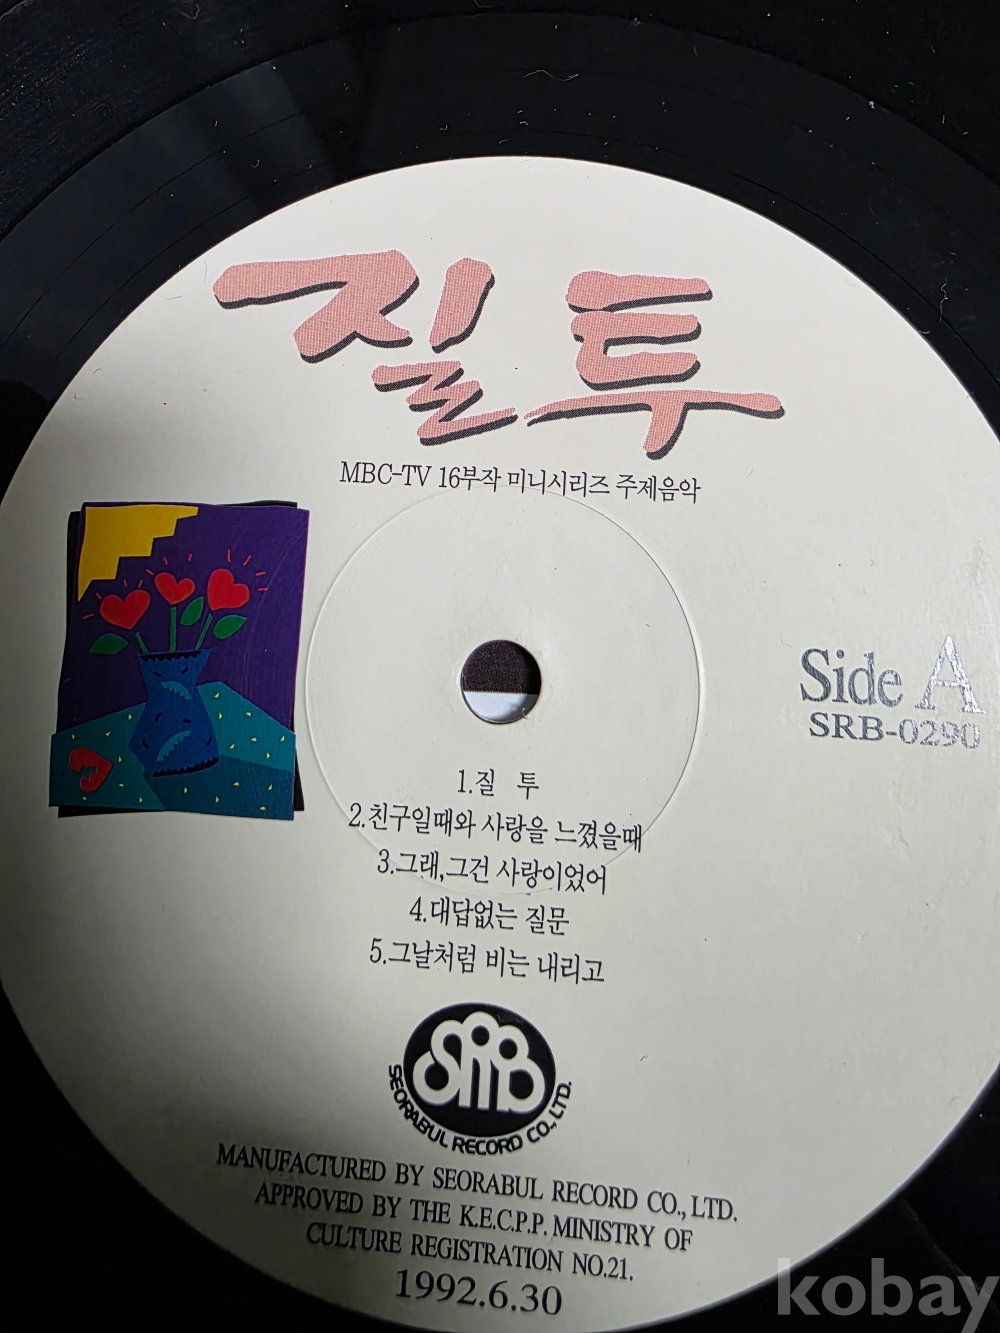 질투
MBC-TV 16부작 미니시리즈 주제음악
Side A
SRB-0290
1.질 투
2.친구일때와 사랑을 느꼈을때
3.그래,그건 사랑이었어
4.대답없는 질문
5.그날처럼 비는 내리고
SRB
SEORABUL RECORD CO., LTD.
MANUFACTURED BY SEORABUL RECORD CO., LTD.
APPROVED BY THE K.E.C.P.P. MINISTRY OF
CULTURE REGISTRATION NO.21.
1992.6.30
kobay